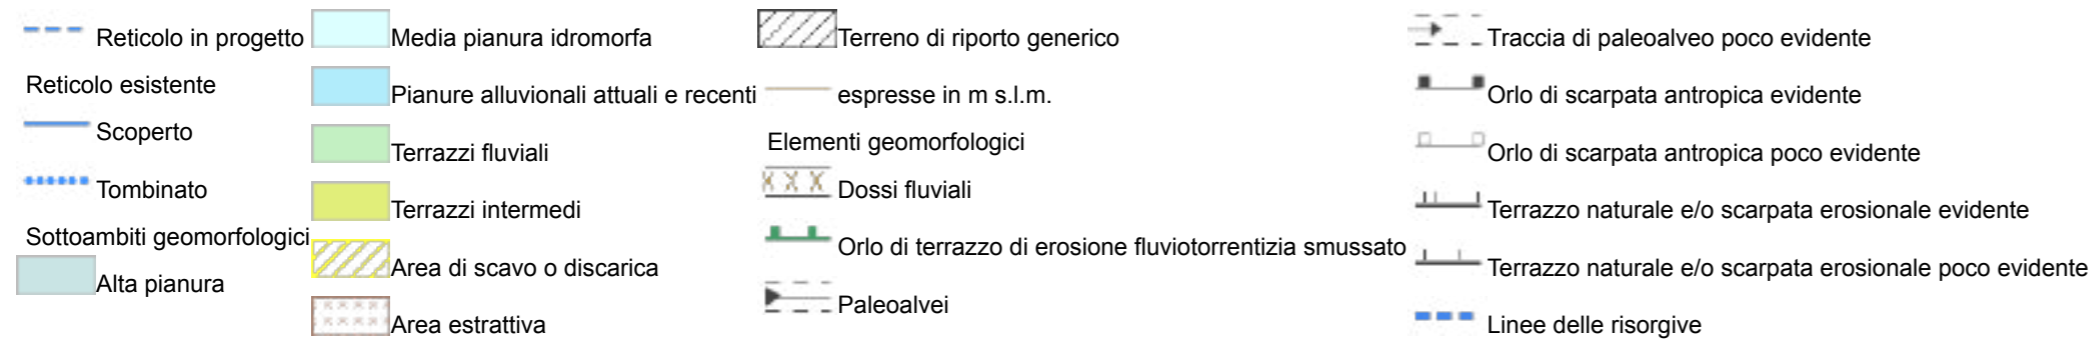 Reticolo in progetto
Reticolo esistente
Scoperto
Tombinato
Sottoambiti geomorfologici
Alta pianura
Media pianura idromorfa
Pianure alluvionali attuali e recenti
Terrazzi fluviali
Terrazzi intermedi
Area di scavo o discarica
Area estrattiva
Terreno di riporto generico
espresse in m s.l.m.
Elementi geomorfologici
Dossi fluviali
Orlo di terrazzo di erosione fluviotorrentizia smussato
Paleoalvei
Traccia di paleoalveo poco evidente
Orlo di scarpata antropica evidente
Orlo di scarpata antropica poco evidente
Terrazzo naturale e/o scarpata erosionale evidente
Terrazzo naturale e/o scarpata erosionale poco evidente
Linee delle risorgive